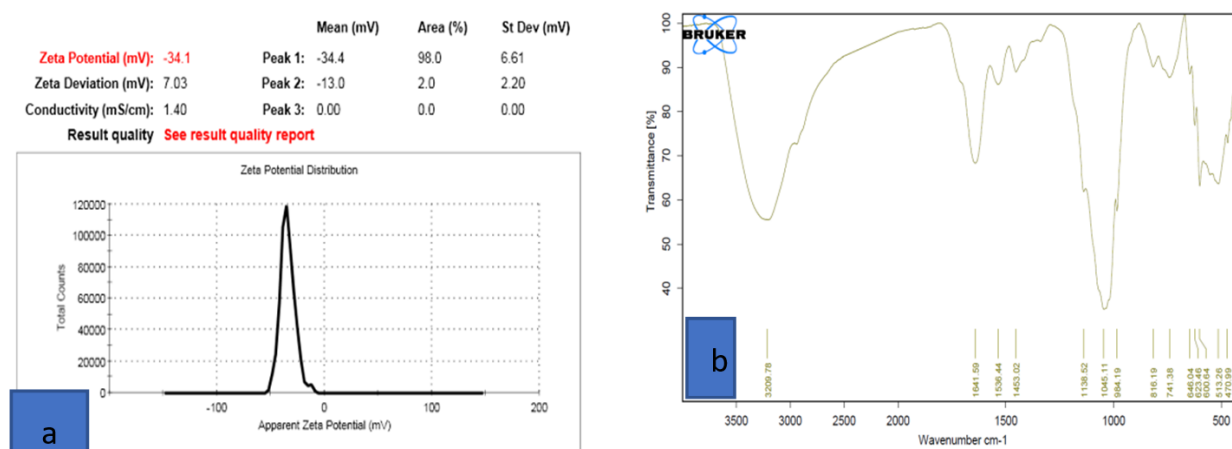 Mean (mV) Area (%) St Dev (mV)
Zeta Potential (mV): -34.1 Peak 1: -34.4 98.0 6.61
Zeta Deviation (mV): 7.03 Peak 2: -13.0 2.0 2.20
Conductivity (mS/cm): 1.40 Peak 3: 0.00 0.0 0.00
Result quality See result quality report
Zeta Potential Distribution
Total Counts
120000
100000
80000
60000
40000
20000
0
-100 0 100 200
Apparent Zeta Potential (mV)
a
BRUKER
Transmittance [%]
100
90
80
70
60
50
40
b
3209.78
1641.59
1536.44
1453.02
1138.52
1045.11
984.19
816.19
741.38
646.04
623.46
600.64
513.26
470.99
3500 3000 2500 2000 1500 1000 500
Wavenumber cm-1